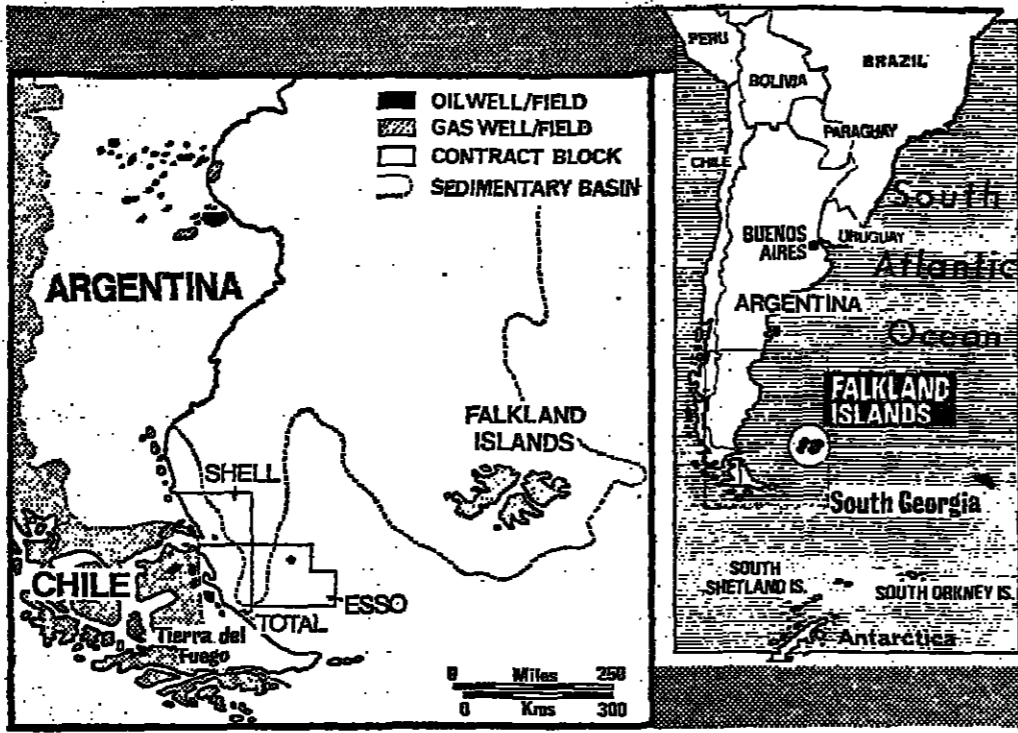 OILWELL/FIELD
GAS WELL/FIELD
CONTRACT BLOCK
SEDIMENTARY BASIN
ARGENTINA
FALKLAND
ISLANDS
SHELL
CHILE
ESSO
TOTAL
Tierra del
Fuego
0 Miles 250
0 Kms 300
PERU
BRAZIL
BOLIVIA
PARAGUAY
CHILE
South
BUENOS
AIRES
URUGUAY
Atlantic
ARGENTINA
Ocean
FALKLAND
ISLANDS
South Georgia
SOUTH
SHETLAND IS.
SOUTH ORKNEY IS.
Antarctica